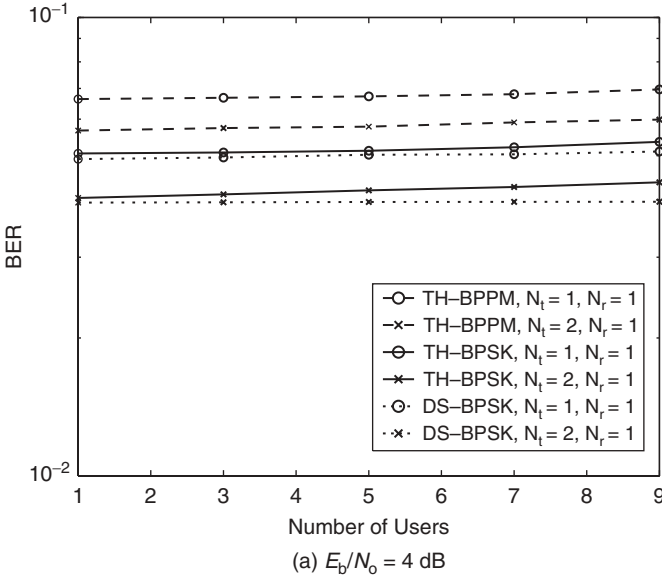 10⁻¹
BER
10⁻²
TH–BPPM, Nₜ = 1, Nᵣ = 1
TH–BPPM, Nₜ = 2, Nᵣ = 1
TH–BPSK, Nₜ = 1, Nᵣ = 1
TH–BPSK, Nₜ = 2, Nᵣ = 1
DS–BPSK, Nₜ = 1, Nᵣ = 1
DS–BPSK, Nₜ = 2, Nᵣ = 1
1 2 3 4 5 6 7 8 9
Number of Users
(a) E_b/N_o = 4 dB